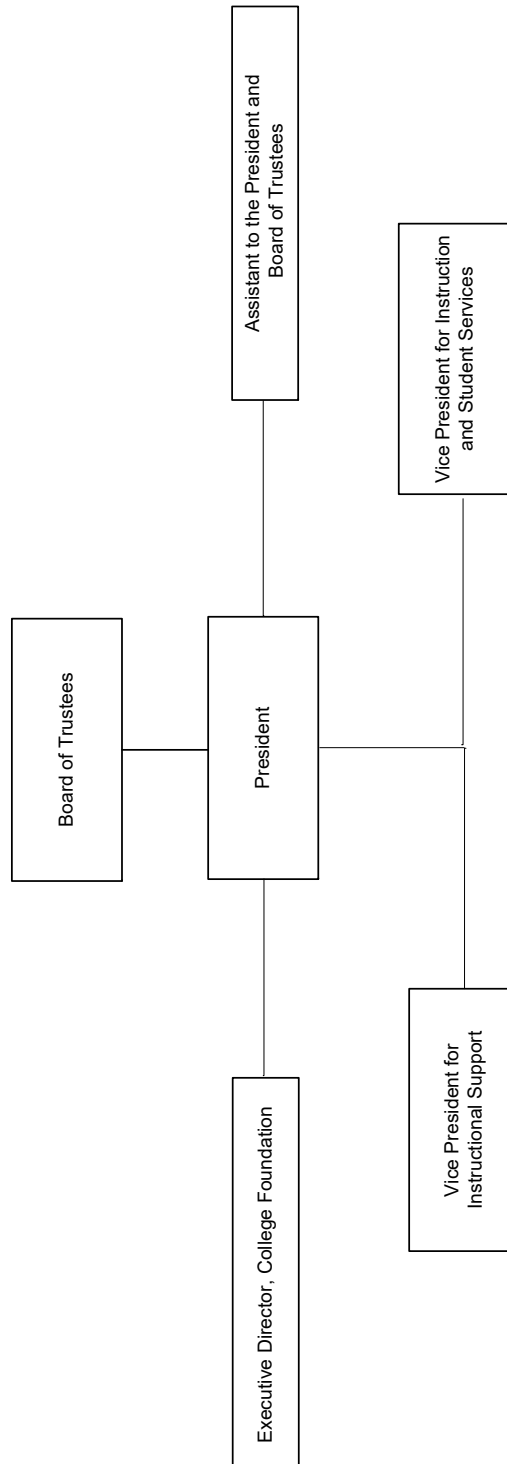 Board of Trustees
Executive Director, College Foundation
President
Assistant to the President and
Board of Trustees
Vice President for
Instructional Support
Vice President for Instruction
and Student Services